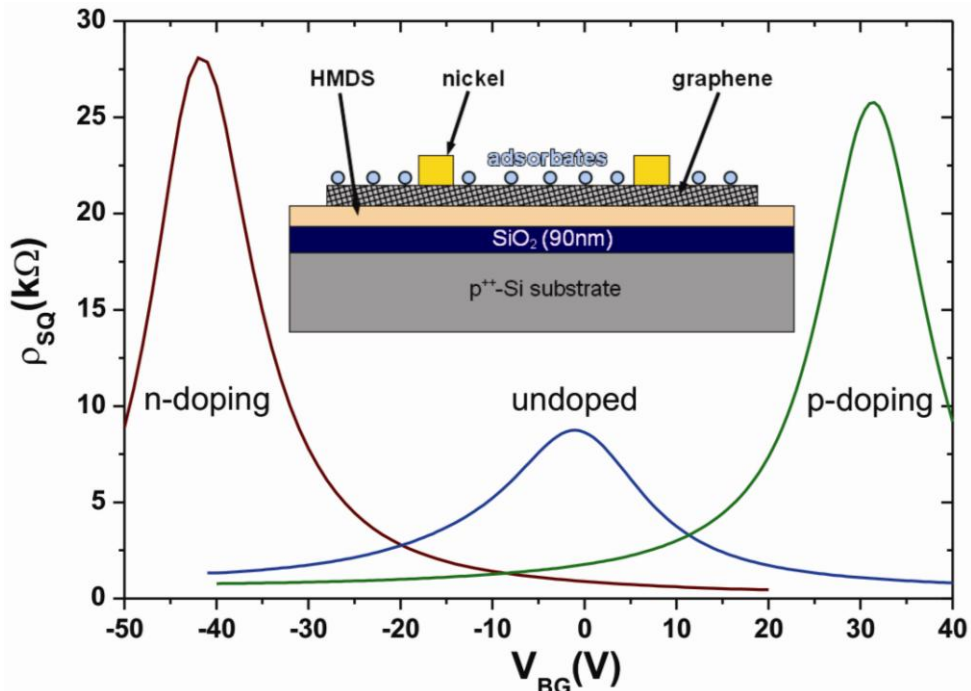 30
25
20
15
10
5
0
ρSQ(kΩ)
HMDS
nickel
graphene
adsorbates
SiO₂ (90nm)
p⁺⁺-Si substrate
n-doping
undoped
p-doping
-50 -40 -30 -20 -10 0 10 20 30 40
V_BG(V)